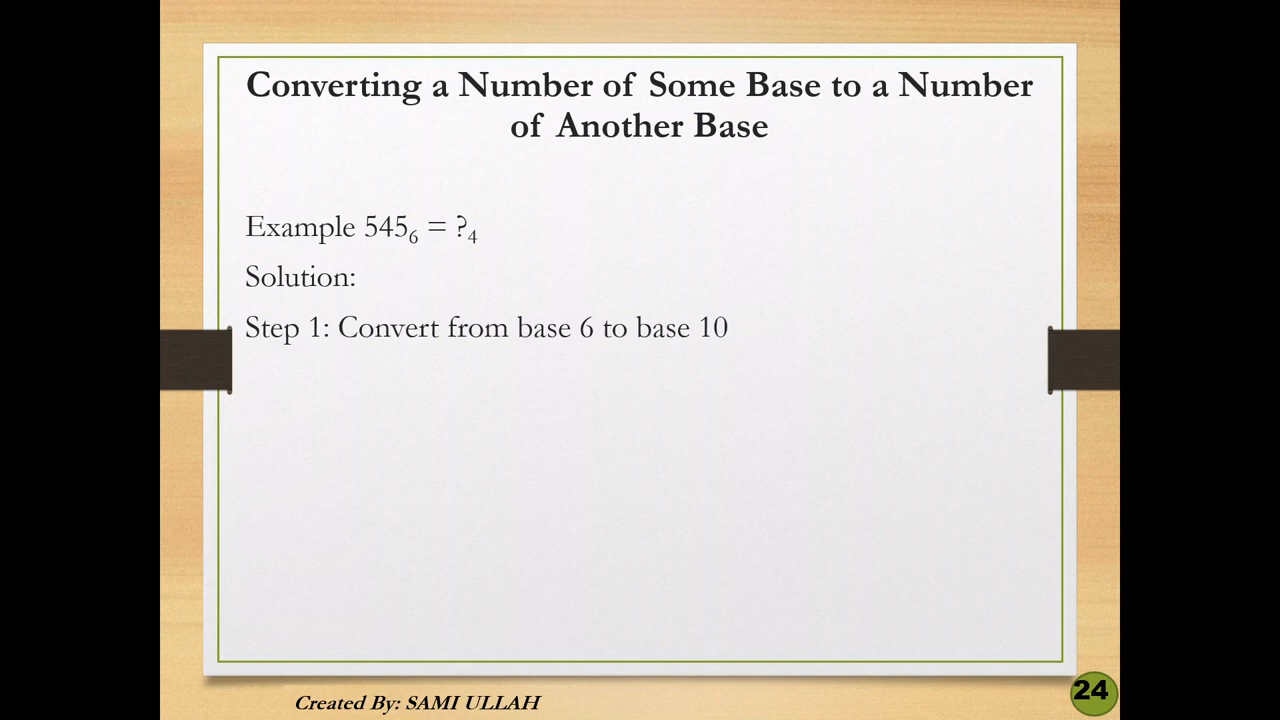 Converting a Number of Some Base to a Number
of Another Base
Example 545₆ = ?₄
Solution:
Step 1: Convert from base 6 to base 10
Created By: SAMI ULLAH
24